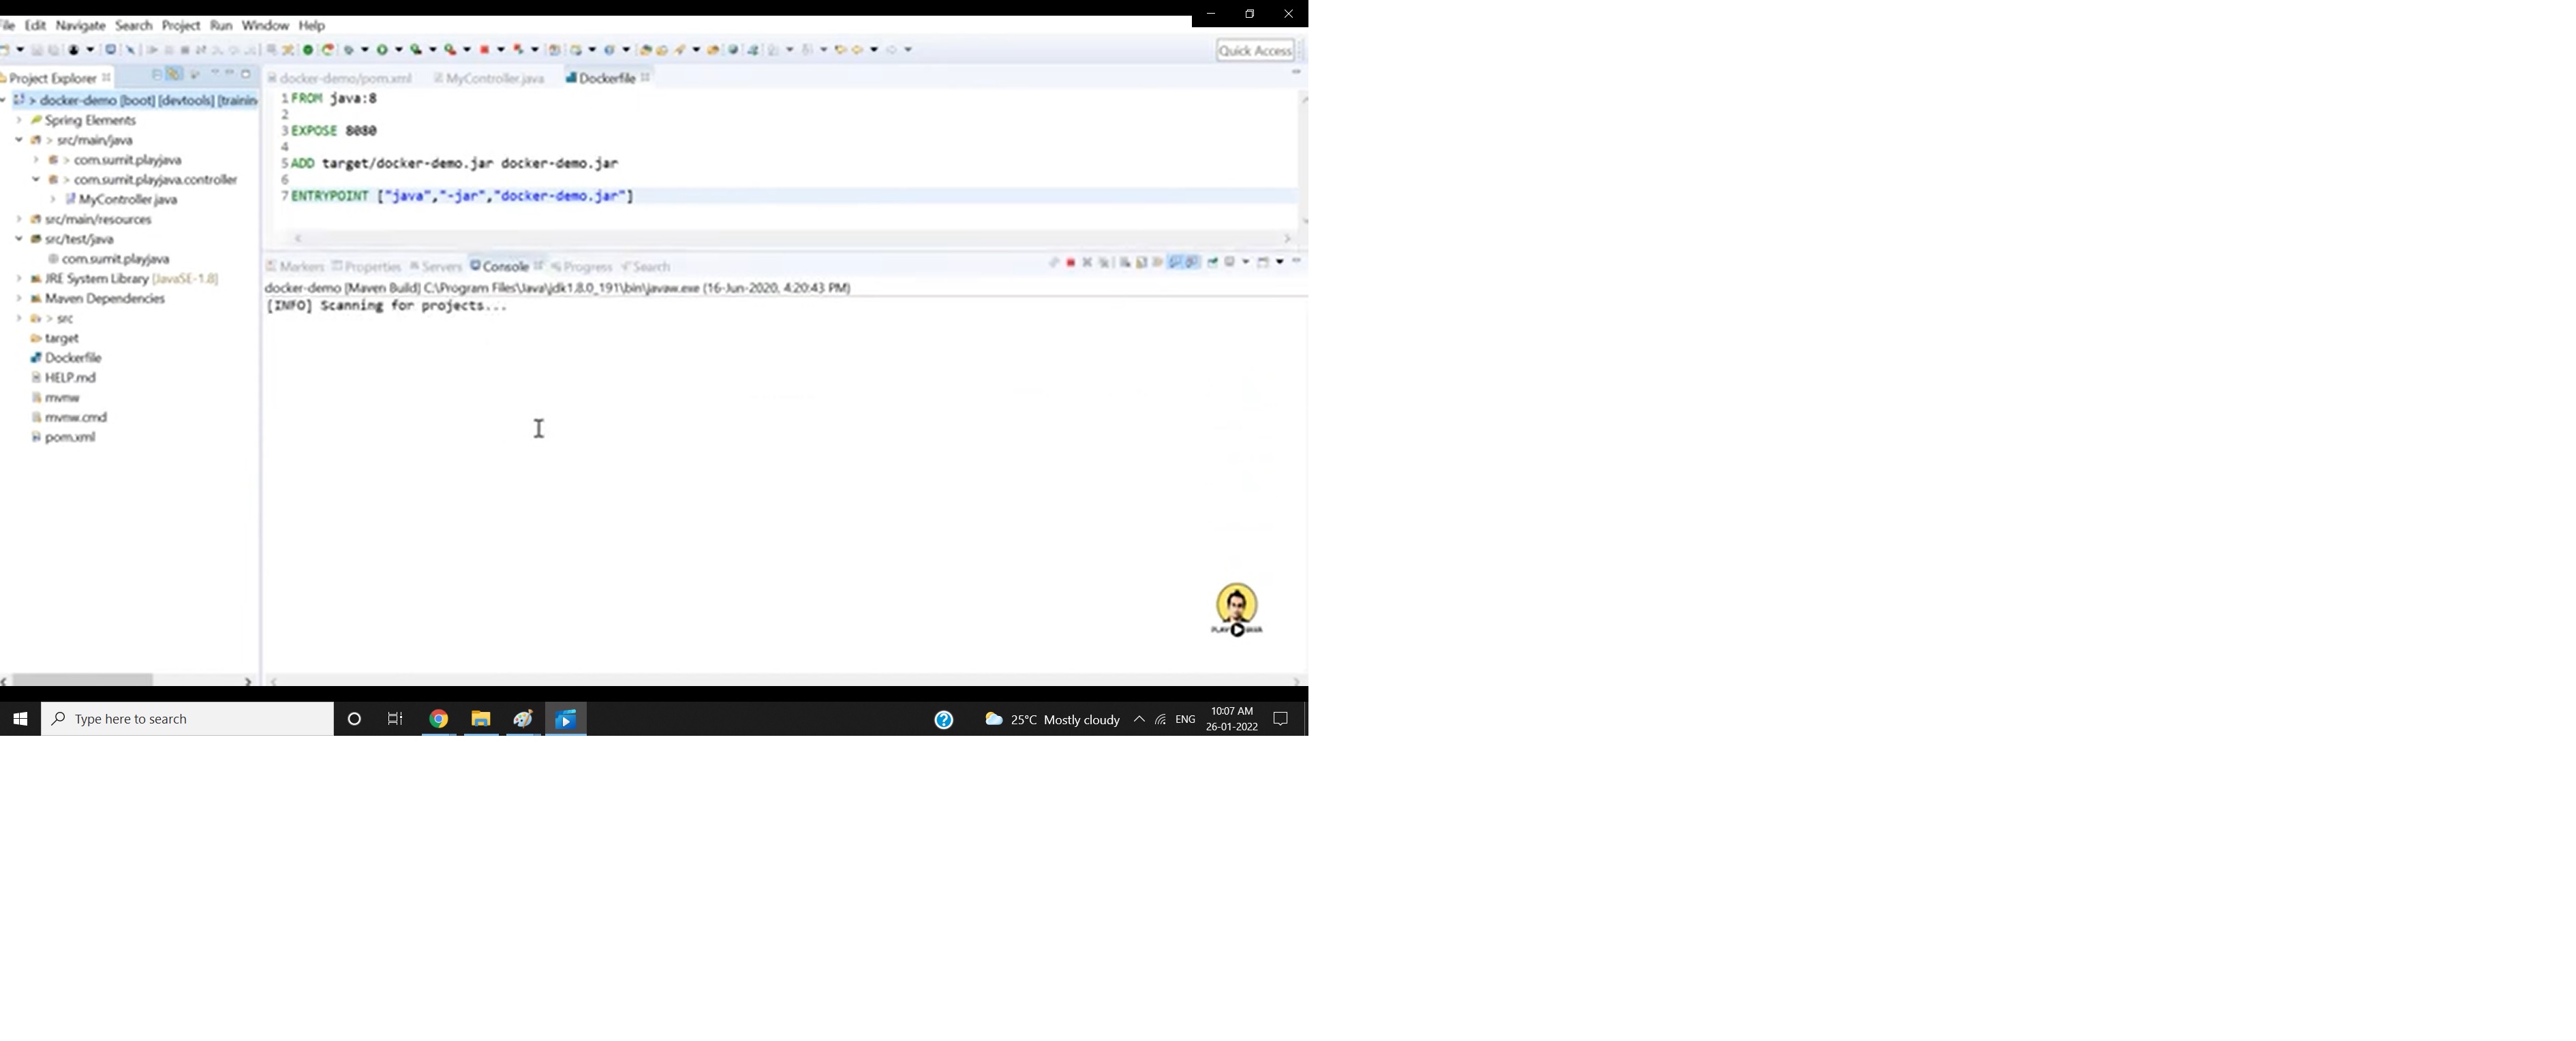 File Edit Navigate Search Project Run Window Help
Quick Access
Project Explorer
docker-demo/pom.xml MyController.java Dockerfile
> docker-demo [boot] [devtools] [trainin
Spring Elements
> src/main/java
> com.sumit.playjava
> com.sumit.playjava.controller
MyController.java
src/main/resources
src/test/java
com.sumit.playjava
JRE System Library [JavaSE-1.8]
Maven Dependencies
> src
target
Dockerfile
HELP.md
mvnw
mvnw.cmd
pom.xml
1 FROM java:8
2
3 EXPOSE 8080
4
5 ADD target/docker-demo.jar docker-demo.jar
6
7 ENTRYPOINT ["java","-jar","docker-demo.jar"]
Markers Properties Servers Console Progress Search
docker-demo [Maven Build] C:\Program Files\Java\jdk1.8.0_191\bin\javaw.exe (16-Jun-2020, 4:20:43 PM)
[INFO] Scanning for projects...
PLAY JAVA
Type here to search
25°C Mostly cloudy
ENG
10:07 AM
26-01-2022